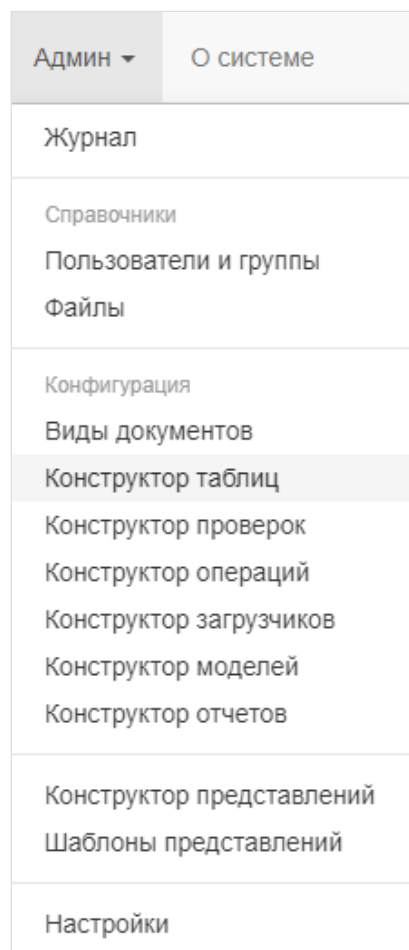 Админ О системе
Журнал
Справочники
Пользователи и группы
Файлы
Конфигурация
Виды документов
Конструктор таблиц
Конструктор проверок
Конструктор операций
Конструктор загрузчиков
Конструктор моделей
Конструктор отчетов
Конструктор представлений
Шаблоны представлений
Настройки